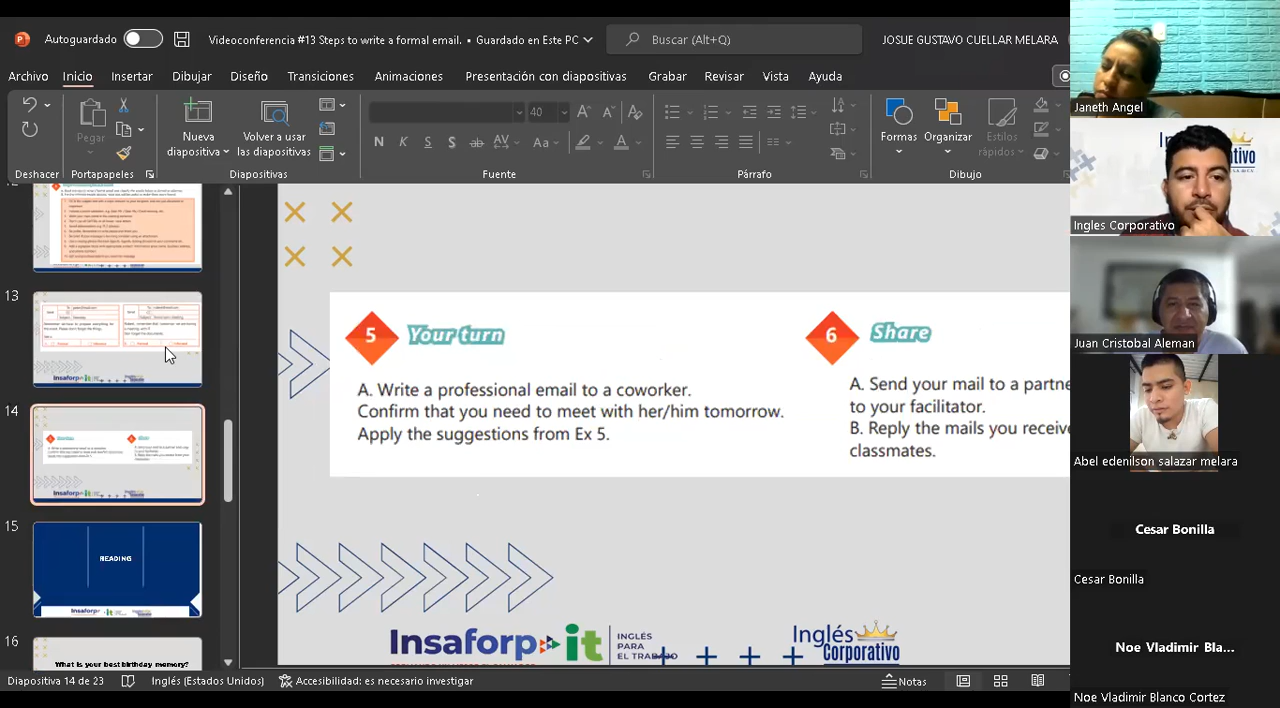 Autoguardado
Videoconferencia #13 Steps to write a formal email.. • Guardado en Este PC
Buscar (Alt+Q)
JOSUE GUSTAVO CUELLAR MELARA
Archivo Inicio Insertar Dibujar Diseño Transiciones Animaciones Presentación con diapositivas Grabar Revisar Vista Ayuda
Pegar
Nueva diapositiva
Volver a usar las diapositivas
40
N K S S ab AV Aa A
Formas Organizar Estilos rápidos
Deshacer Portapapeles Diapositivas Fuente Párrafo Dibujo
13
14
15
READING
16
What is your best birthday memory?
5 Your turn
A. Write a professional email to a coworker.
Confirm that you need to meet with her/him tomorrow.
Apply the suggestions from Ex 5.
6 Share
A. Send your mail to a partne
to your facilitator.
B. Reply the mails you receive
classmates.
Insaforp it
INGLÉS
PARA
EL TRABAJO
Inglés
Corporativo
Diapositiva 14 de 23
Inglés (Estados Unidos)
Accesibilidad: es necesario investigar
Notas
Janeth Angel
Ingles Corporativo
Juan Cristobal Aleman
Abel edenilson salazar melara
Cesar Bonilla
Cesar Bonilla
Noe Vladimir Bla...
Noe Vladimir Blanco Cortez